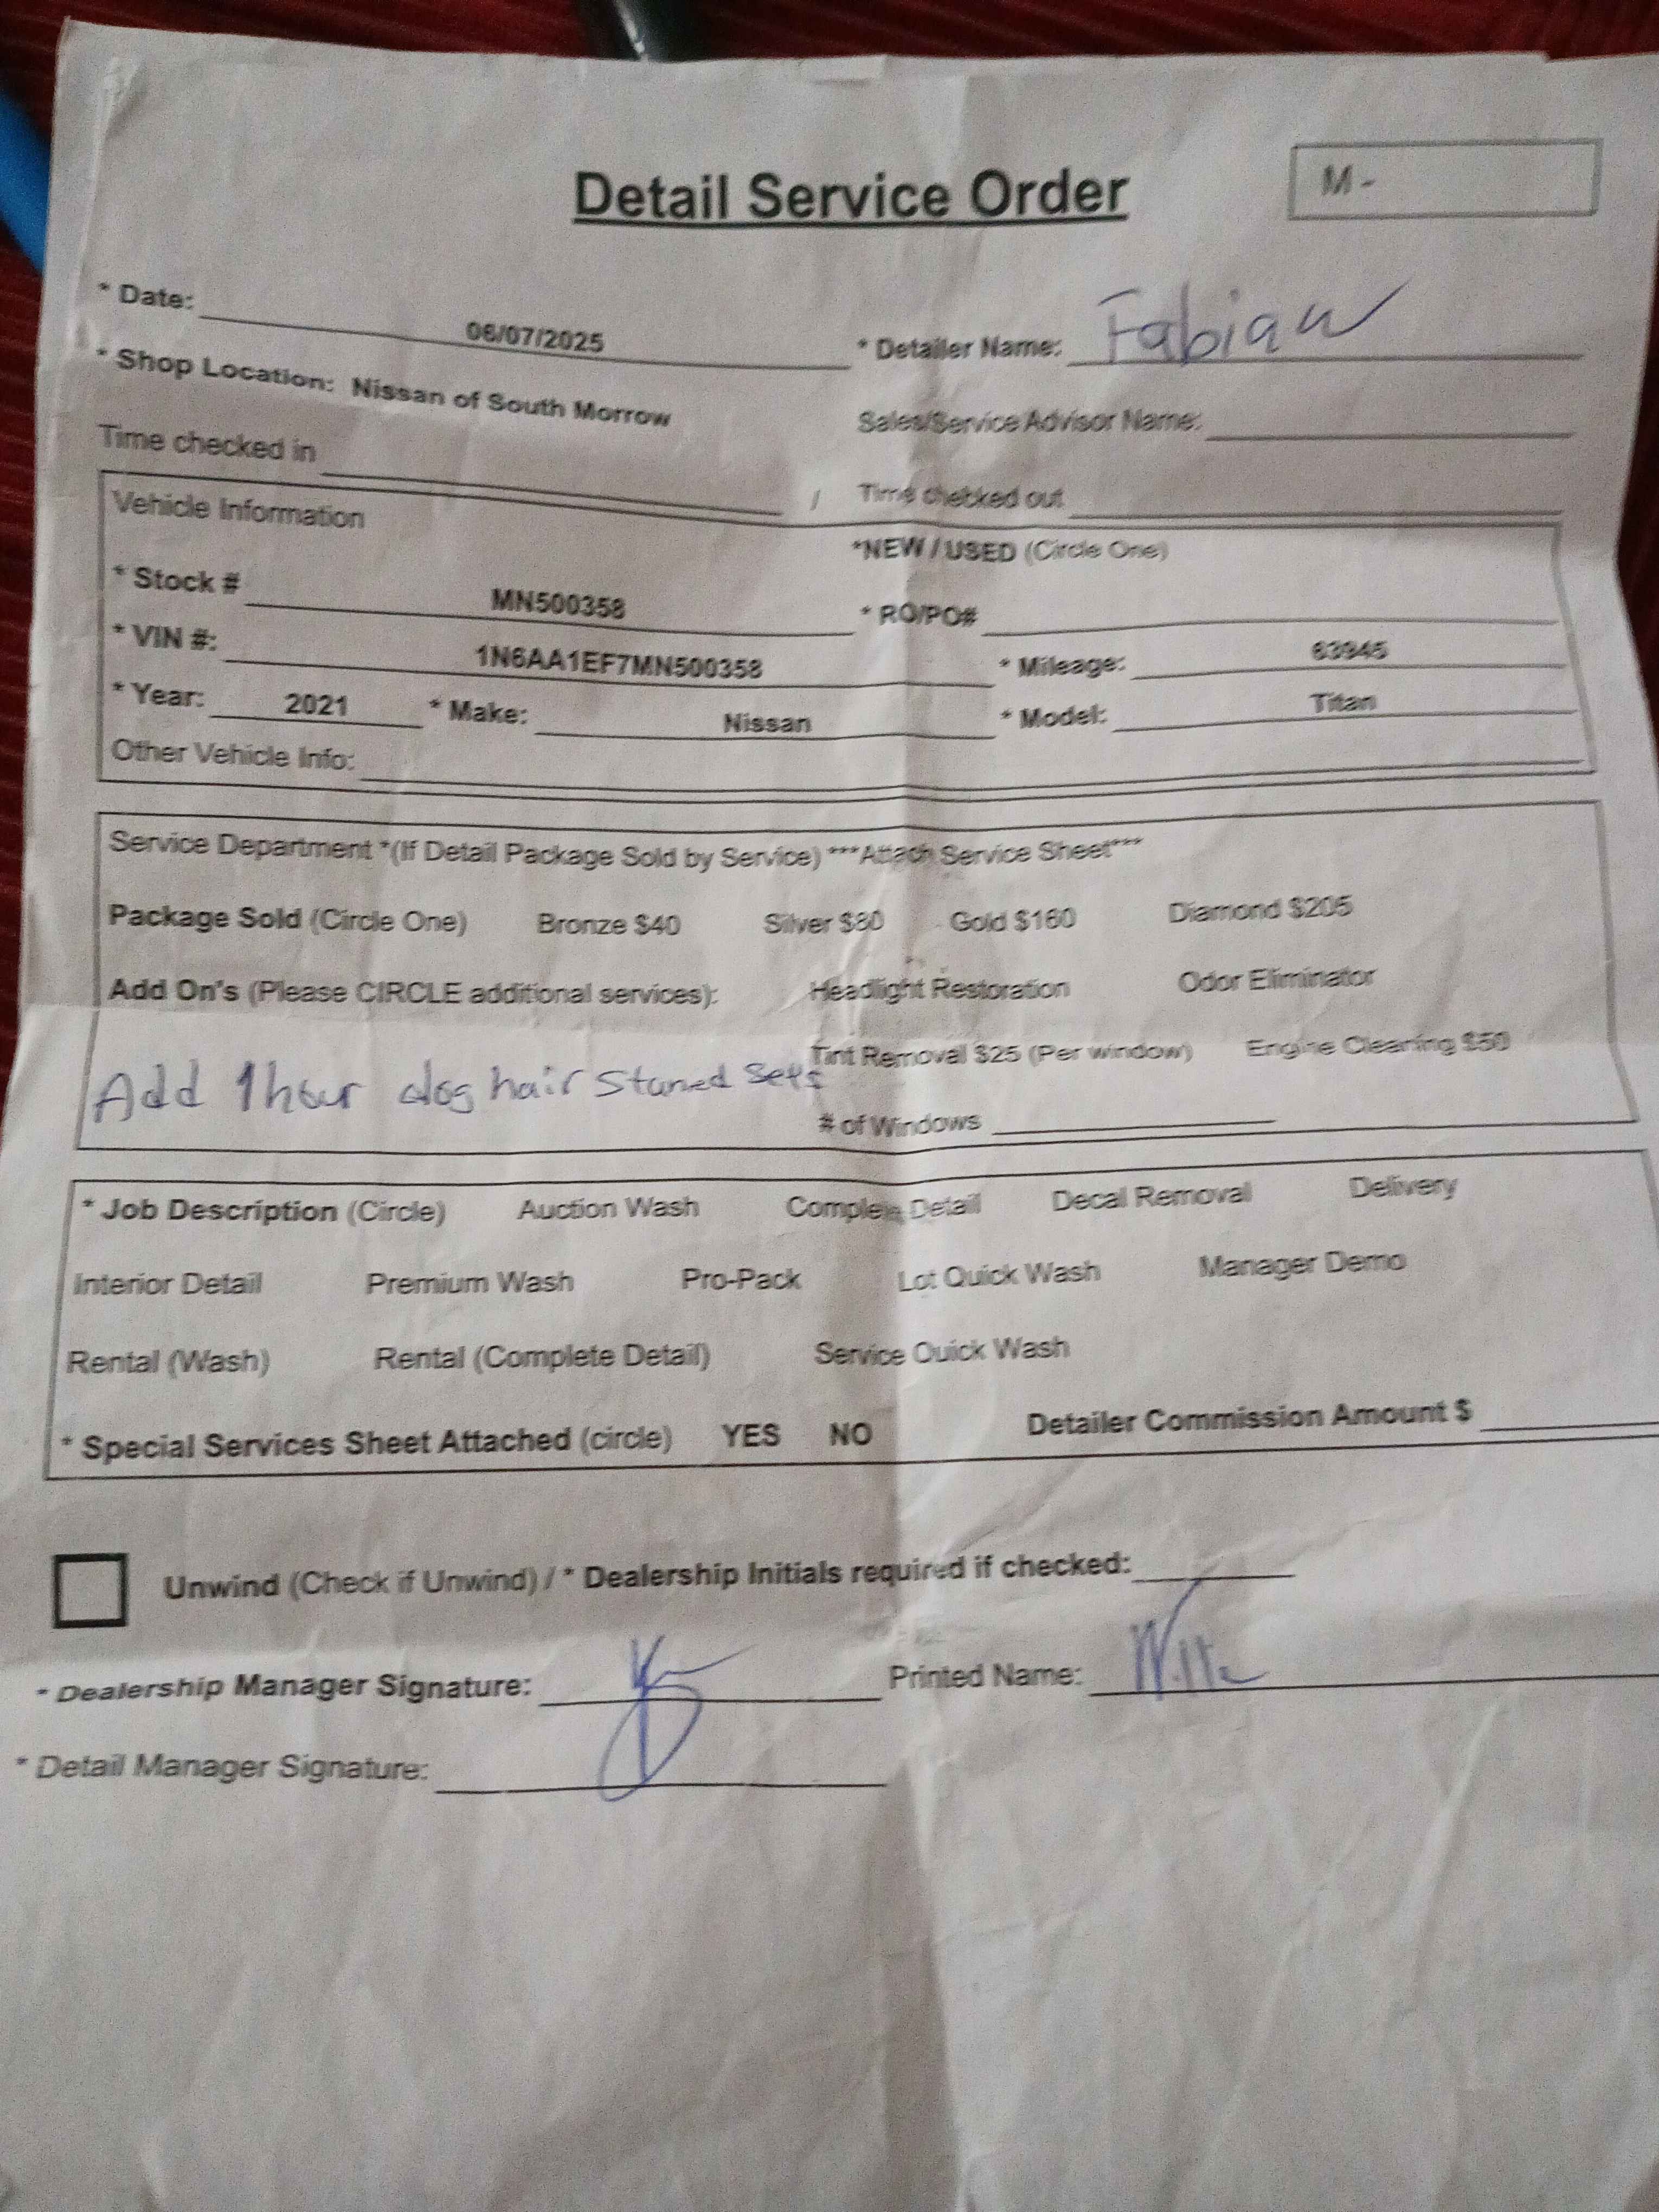 Detail Service Order
M -
* Date: 06/07/2025
* Detailer Name: Fabian
* Shop Location: Nissan of South Morrow
Sales/Service Advisor Name:
Time checked in / Time checked out
Vehicle Information
*NEW / USED (Circle One)
* Stock # MN500358
* RO/PO#
* VIN #: 1N6AA1EF7MN500358
* Mileage: 63945
* Year: 2021 * Make: Nissan * Model: Titan
Other Vehicle Info:
Service Department *(If Detail Package Sold by Service) ***Attach Service Sheet***
Package Sold (Circle One) Bronze $40 Silver $80 Gold $160 Diamond $205
Add On's (Please CIRCLE additional services): Headlight Restoration Odor Eliminator
Tint Removal $25 (Per window) Engine Cleaning $50
Add 1 hour dog hair Staned
# of Windows
* Job Description (Circle) Auction Wash Complete Detail Decal Removal Delivery
Interior Detail Premium Wash Pro-Pack Lot Quick Wash Manager Demo
Rental (Wash) Rental (Complete Detail) Service Quick Wash
* Special Services Sheet Attached (circle) YES NO Detailer Commission Amount $
Unwind (Check if Unwind) / * Dealership Initials required if checked:
* Dealership Manager Signature: Printed Name:
* Detail Manager Signature: